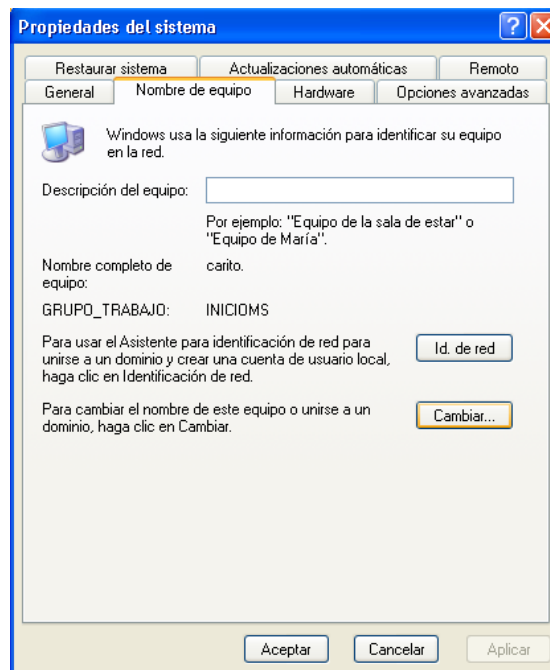 Propiedades del sistema
Restaurar sistema
Actualizaciones automáticas
Remoto
General
Nombre de equipo
Hardware
Opciones avanzadas
Windows usa la siguiente información para identificar su equipo
en la red.
Descripción del equipo:
Por ejemplo: "Equipo de la sala de estar" o
"Equipo de María".
Nombre completo de
equipo:
carito.
GRUPO_TRABAJO:
INICIOMS
Para usar el Asistente para identificación de red para
unirse a un dominio y crear una cuenta de usuario local,
haga clic en Identificación de red.
Id. de red
Para cambiar el nombre de este equipo o unirse a un
dominio, haga clic en Cambiar.
Cambiar...
Aceptar
Cancelar
Aplicar